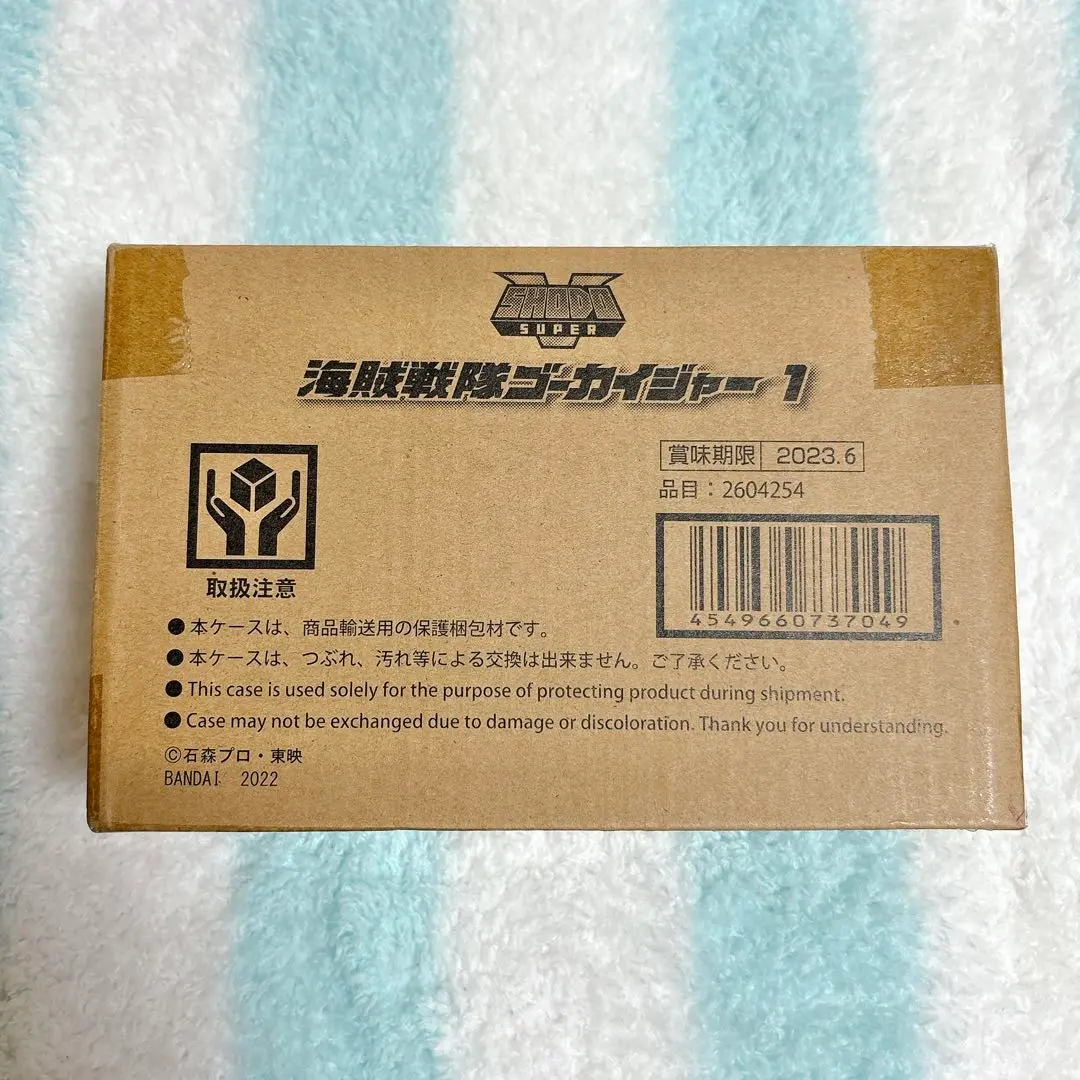 SHODO
SUPER
海賊戦隊ゴーカイジャー 1
賞味期限 2023.6
品目：2604254
4549660737049
取扱注意
●本ケースは、商品輸送用の保護梱包材です。
●本ケースは、つぶれ、汚れ等による交換は出来ません。ご了承ください。
●This case is used solely for the purpose of protecting product during shipment.
●Case may not be exchanged due to damage or discoloration. Thank you for understanding.
©石森プロ・東映
BANDAI 2022